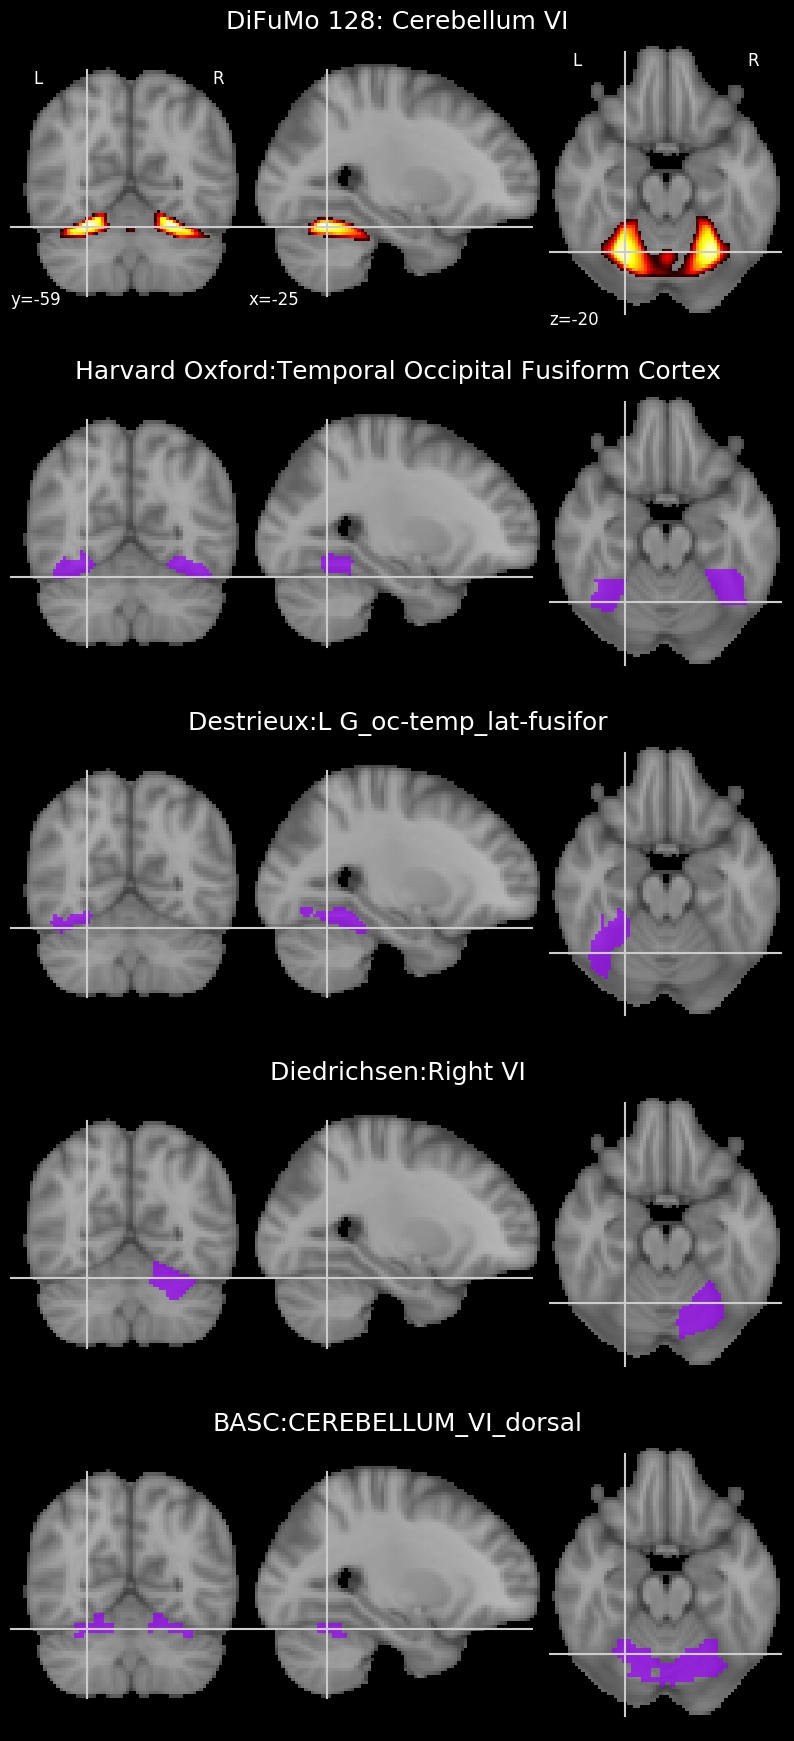 DiFuMo 128: Cerebellum VI
L R L R
y=-59 x=-25 z=-20
Harvard Oxford:Temporal Occipital Fusiform Cortex
Destrieux:L G_oc-temp_lat-fusifor
Diedrichsen:Right VI
BASC:CEREBELLUM_VI_dorsal